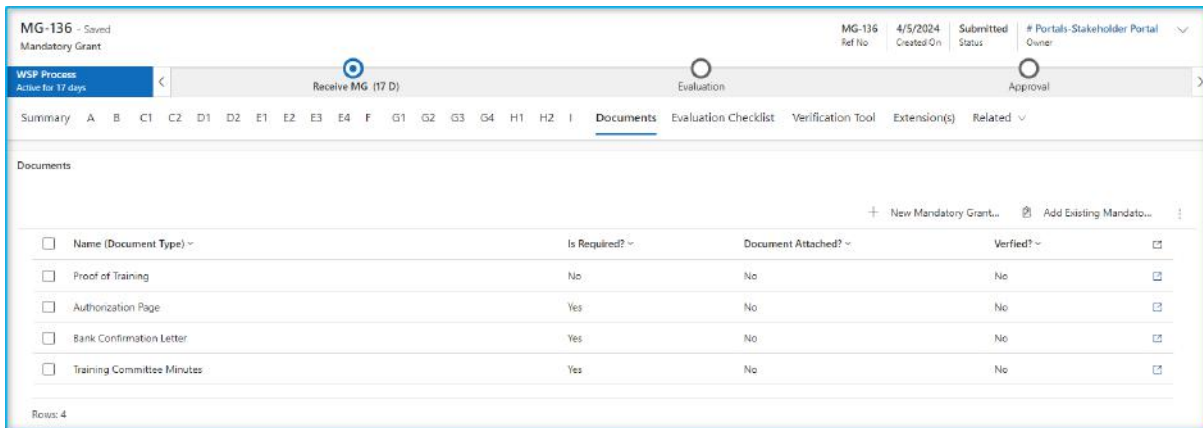 MG-136 - Saved
Mandatory Grant
MG-136 4/5/2024 Submitted # Portals-Stakeholder Portal
Ref No Created On Status Owner
WSP Process
Active for 17 days
Receive MG (17 D) Evaluation Approval
Summary A B C1 C2 D1 D2 E1 E2 E3 E4 F G1 G2 G3 G4 H1 H2 I Documents Evaluation Checklist Verification Tool Extension(s) Related
Documents
New Mandatory Grant... Add Existing Mandato...
Name (Document Type) Is Required? Document Attached? Verfied?
Proof of Training No No No
Authorization Page Yes No No
Bank Confirmation Letter Yes No No
Training Committee Minutes Yes No No
Rows: 4